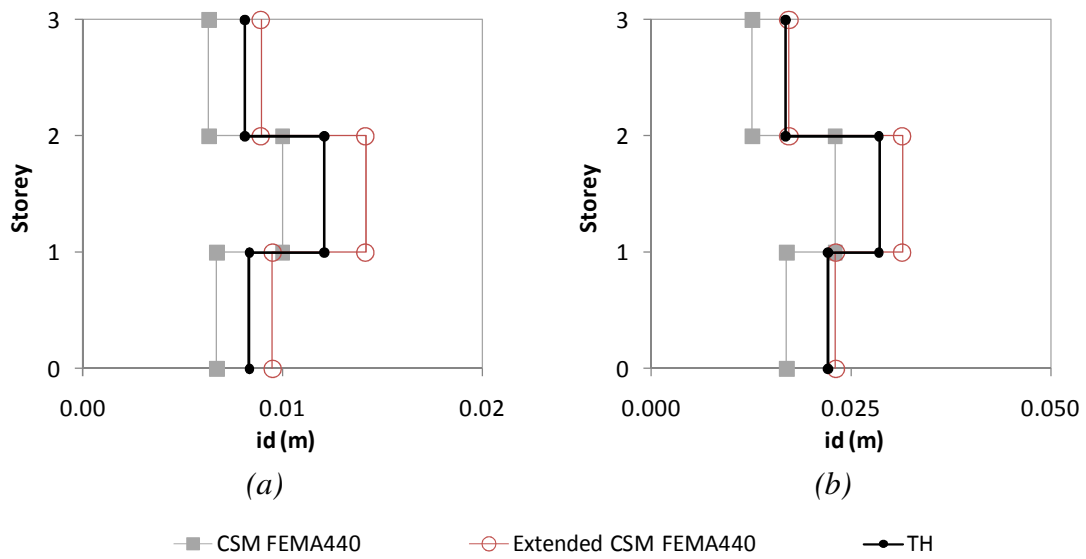 3
2
1
0
Storey
0.00
0.01
0.02
id (m)
(a)
3
2
1
0
Storey
0.000
0.025
0.050
id (m)
(b)
CSM FEMA440
Extended CSM FEMA440
TH